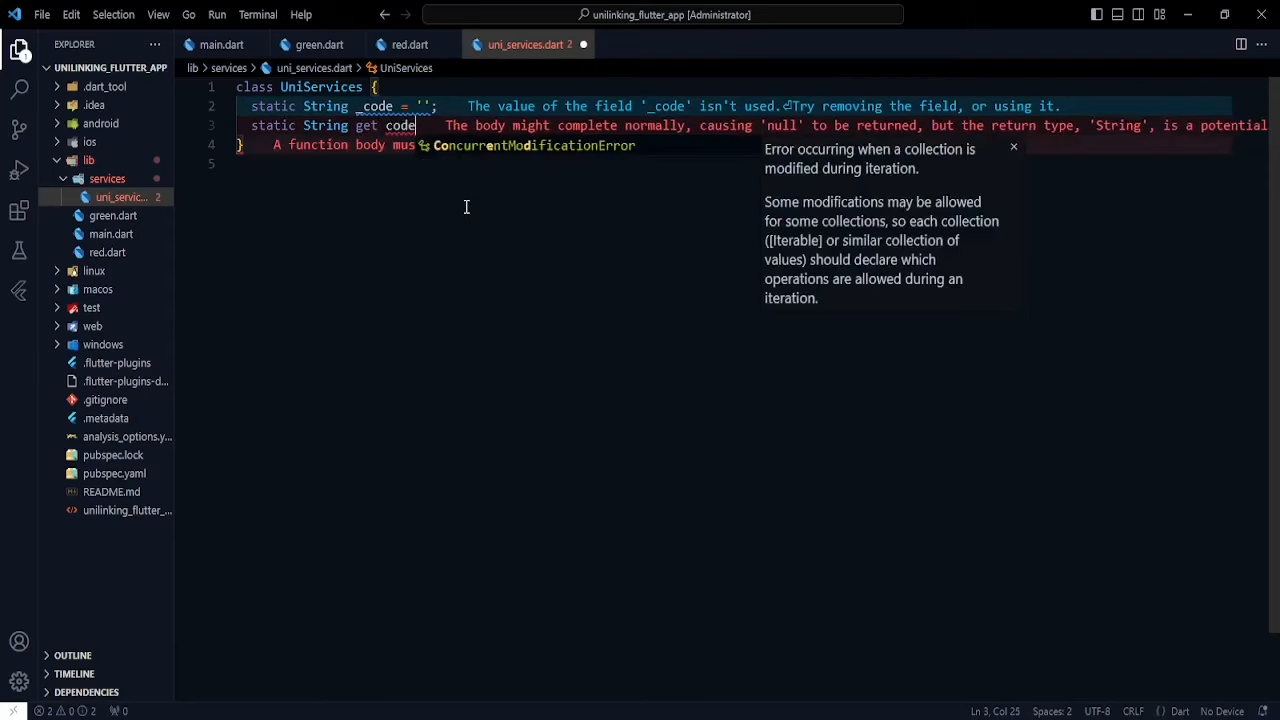 File Edit Selection View Go Run Terminal Help
unilinking_flutter_app [Administrator]
EXPLORER
main.dart
green.dart
red.dart
uni_services.dart 2
UNILINKING_FLUTTER_APP
lib > services > uni_services.dart > UniServices
.dart_tool
.idea
android
ios
lib
services
uni_servic... 2
green.dart
main.dart
red.dart
linux
macos
test
web
windows
.flutter-plugins
.flutter-plugins-d...
.gitignore
.metadata
analysis_options.y...
pubspec.lock
pubspec.yaml
README.md
unilinking_flutter_...
OUTLINE
TIMELINE
DEPENDENCIES
1 class UniServices {
2 static String _code = ''; The value of the field '_code' isn't used.⏎Try removing the field, or using it.
3 static String get code The body might complete normally, causing 'null' to be returned, but the return type, 'String', is a potential
4 } A function body mus
5
ConcurrentModificationError
Error occurring when a collection is
modified during iteration.
Some modifications may be allowed
for some collections, so each collection
([Iterable] or similar collection of
values) should declare which
operations are allowed during an
iteration.
1
2 0 2 0
Ln 3, Col 25 Spaces: 2 UTF-8 CRLF {} Dart No Device